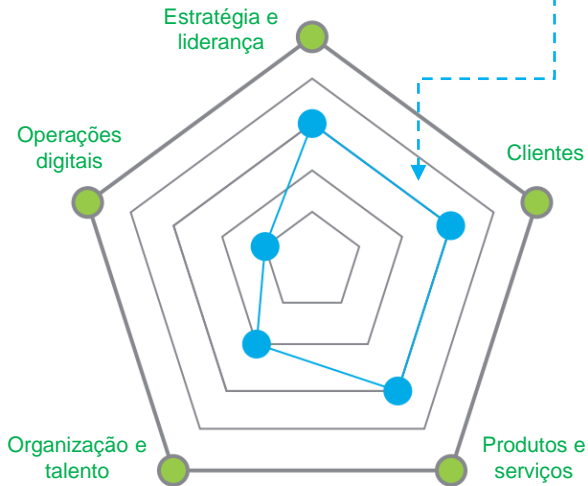 Estratégia e
liderança
Operações
digitais
Clientes
Organização e
talento
Produtos e
serviços